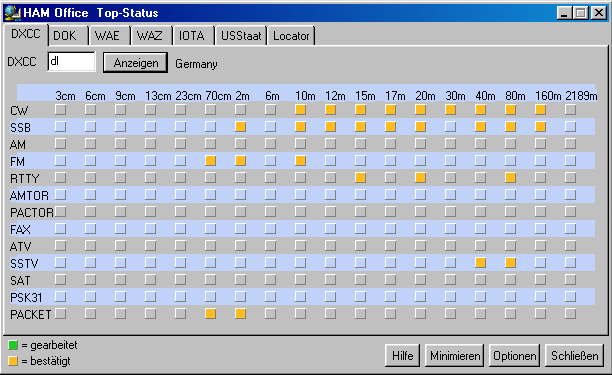 HAM Office Top-Status
DXCC DOK WAE WAZ IOTA USStaat Locator
DXCC dl Anzeigen Germany
3cm 6cm 9cm 13cm 23cm 70cm 2m 6m 10m 12m 15m 17m 20m 30m 40m 80m 160m 2189m
CW
SSB
AM
FM
RTTY
AMTOR
PACTOR
FAX
ATV
SSTV
SAT
PSK31
PACKET
= gearbeitet
= bestätigt
Hilfe Minimieren Optionen Schließen